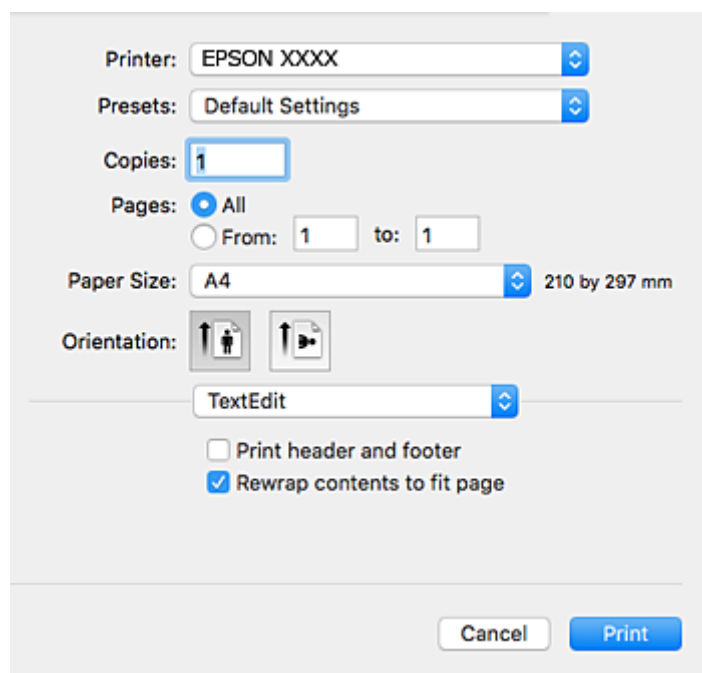 Printer: EPSON XXXX
Presets: Default Settings
Copies: 1
Pages: All
From: 1 to: 1
Paper Size: A4 210 by 297 mm
Orientation:
TextEdit
Print header and footer
Rewrap contents to fit page
Cancel Print